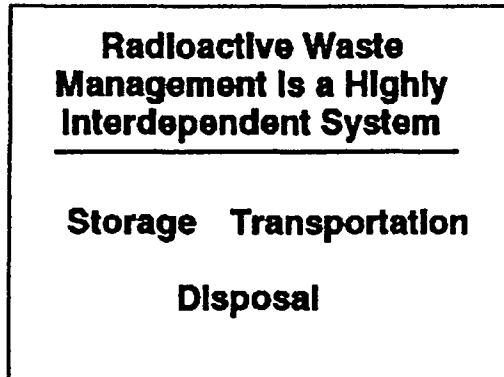 Radioactive Waste
Management is a Highly
Interdependent System
Storage Transportation
Disposal